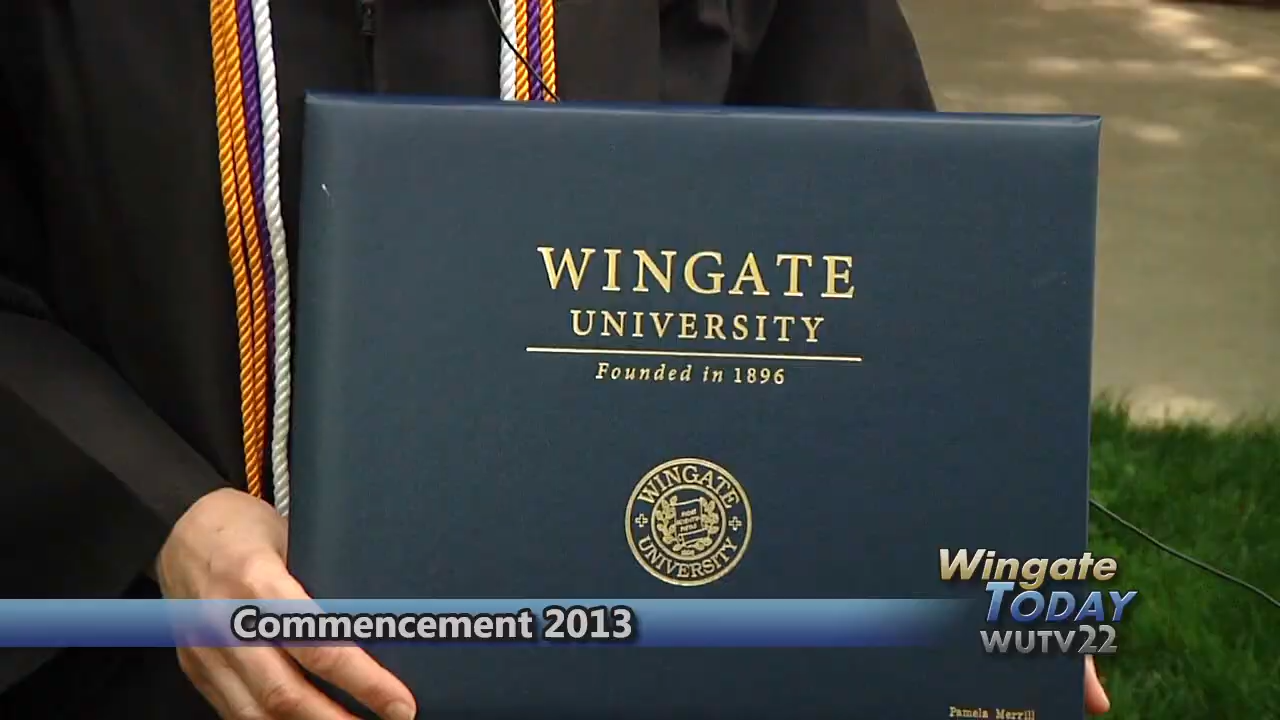 WINGATE
UNIVERSITY
Founded in 1896
WINGATE
UNIVERSITY
Commencement 2013
Wingate
TODAY
WUTV22
Pamela Merrill